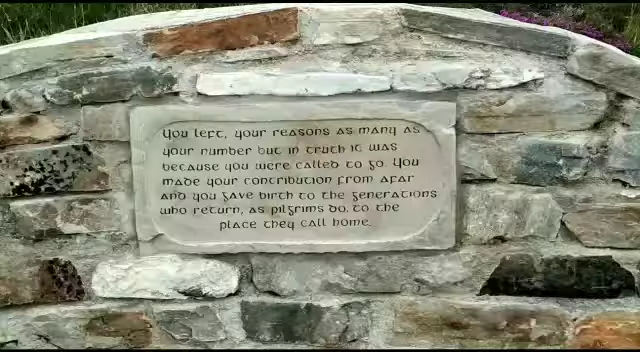 You left, your reasons as many as
your number but in truth it was
because you were called to go. You
made your contribution from afar
and you gave birth to the generations
who return, as pilgrims do, to the
place they call home.